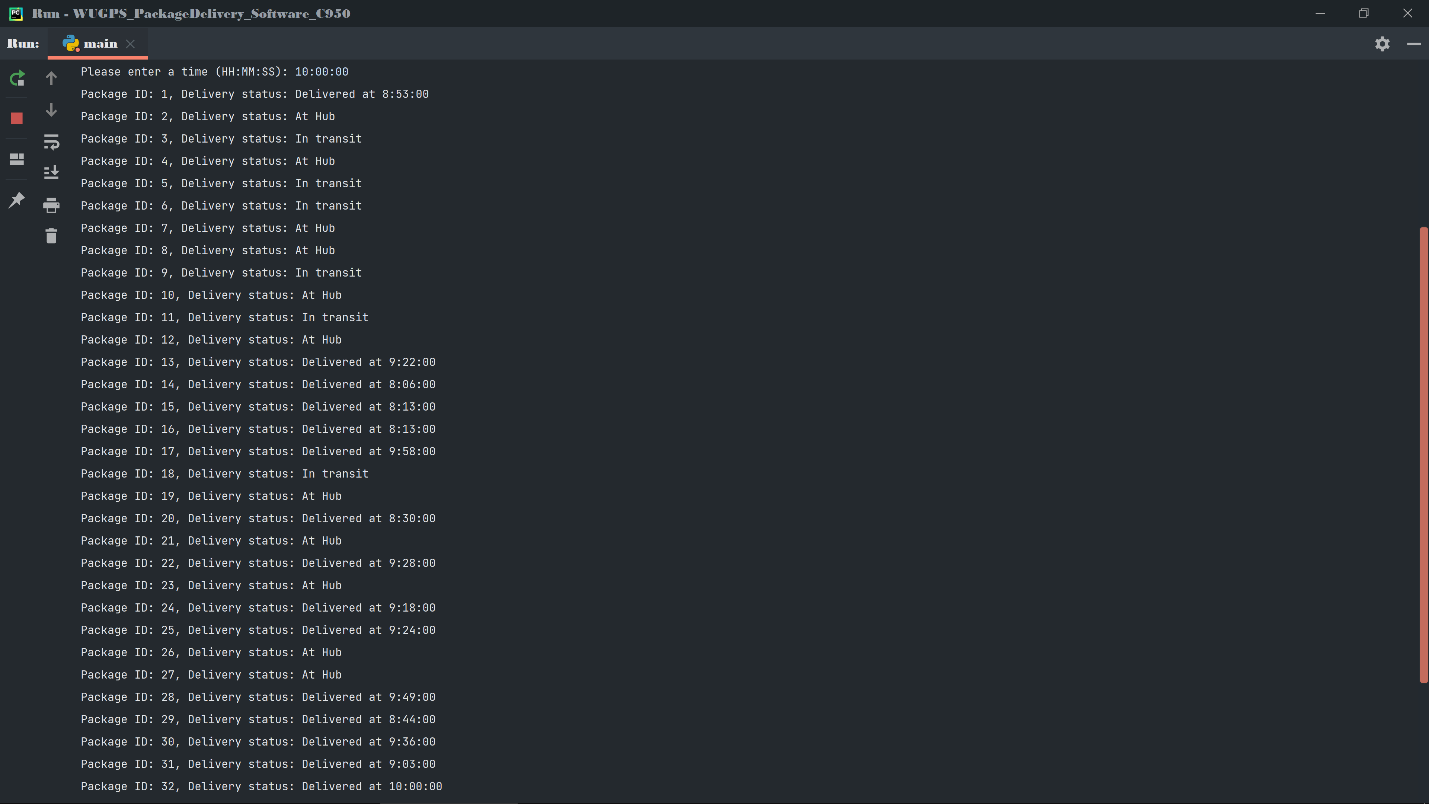 PC Run - WUGPS_PackageDelivery_Software_C950
Run: main
Please enter a time (HH:MM:SS): 10:00:00
Package ID: 1, Delivery status: Delivered at 8:53:00
Package ID: 2, Delivery status: At Hub
Package ID: 3, Delivery status: In transit
Package ID: 4, Delivery status: At Hub
Package ID: 5, Delivery status: In transit
Package ID: 6, Delivery status: In transit
Package ID: 7, Delivery status: At Hub
Package ID: 8, Delivery status: At Hub
Package ID: 9, Delivery status: In transit
Package ID: 10, Delivery status: At Hub
Package ID: 11, Delivery status: In transit
Package ID: 12, Delivery status: At Hub
Package ID: 13, Delivery status: Delivered at 9:22:00
Package ID: 14, Delivery status: Delivered at 8:06:00
Package ID: 15, Delivery status: Delivered at 8:13:00
Package ID: 16, Delivery status: Delivered at 8:13:00
Package ID: 17, Delivery status: Delivered at 9:58:00
Package ID: 18, Delivery status: In transit
Package ID: 19, Delivery status: At Hub
Package ID: 20, Delivery status: Delivered at 8:30:00
Package ID: 21, Delivery status: At Hub
Package ID: 22, Delivery status: Delivered at 9:28:00
Package ID: 23, Delivery status: At Hub
Package ID: 24, Delivery status: Delivered at 9:18:00
Package ID: 25, Delivery status: Delivered at 9:24:00
Package ID: 26, Delivery status: At Hub
Package ID: 27, Delivery status: At Hub
Package ID: 28, Delivery status: Delivered at 9:49:00
Package ID: 29, Delivery status: Delivered at 8:44:00
Package ID: 30, Delivery status: Delivered at 9:36:00
Package ID: 31, Delivery status: Delivered at 9:03:00
Package ID: 32, Delivery status: Delivered at 10:00:00